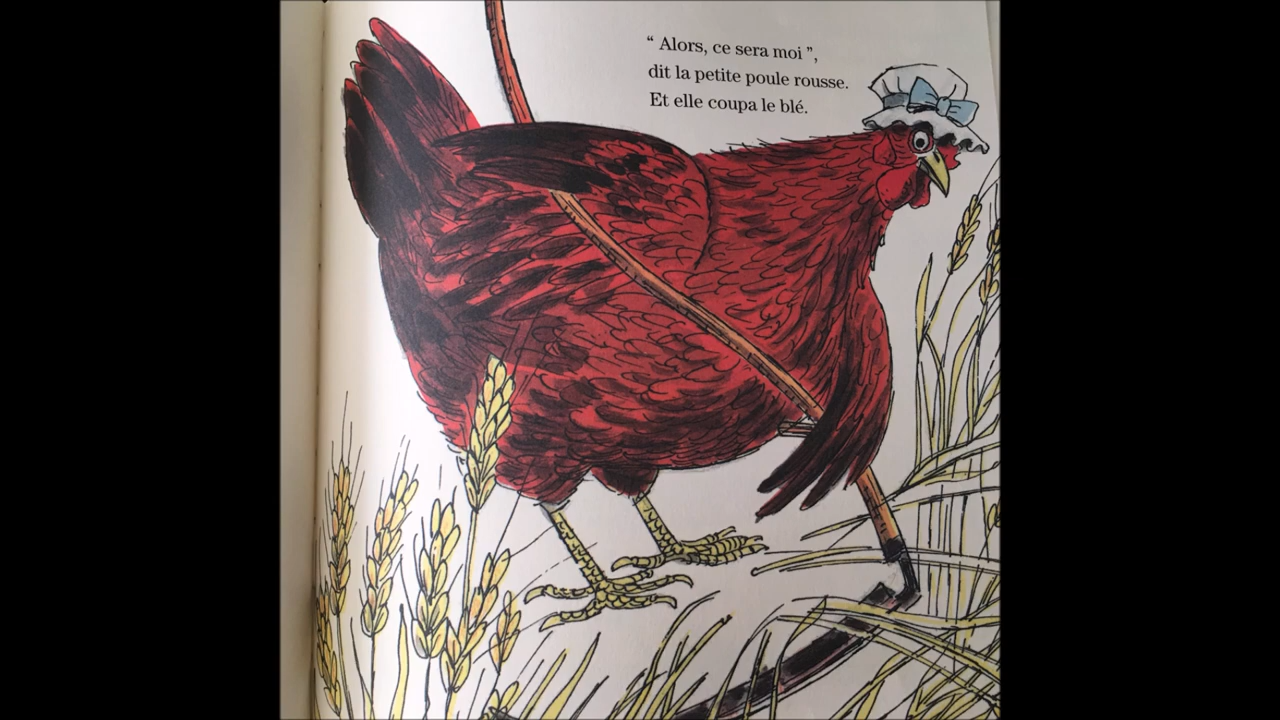 “ Alors, ce sera moi ”,
dit la petite poule rousse.
Et elle coupa le blé.